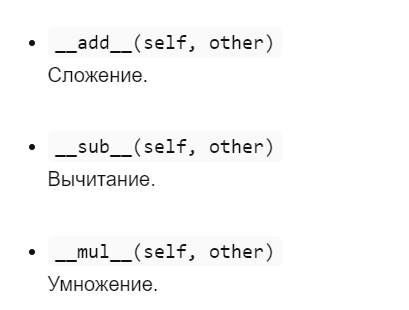 __add__(self, other)
Сложение.
__sub__(self, other)
Вычитание.
__mul__(self, other)
Умножение.